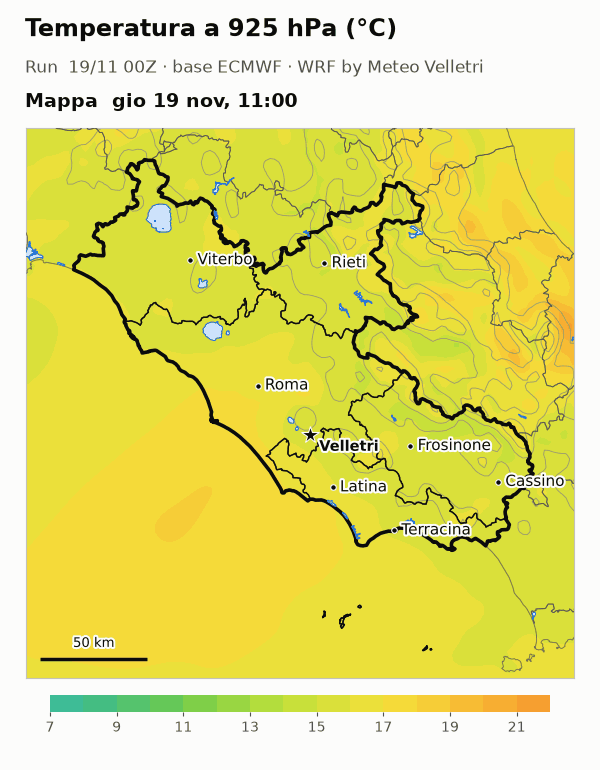 Temperatura a 925 hPa (°C)
Run  19/11 00Z · base ECMWF · WRF by Meteo Velletri
Mappa  gio 19 nov, 11:00
Viterbo
Rieti
Roma
Velletri
Frosinone
Cassino
Latina
Terracina
50 km
7 9 11 13 15 17 19 21